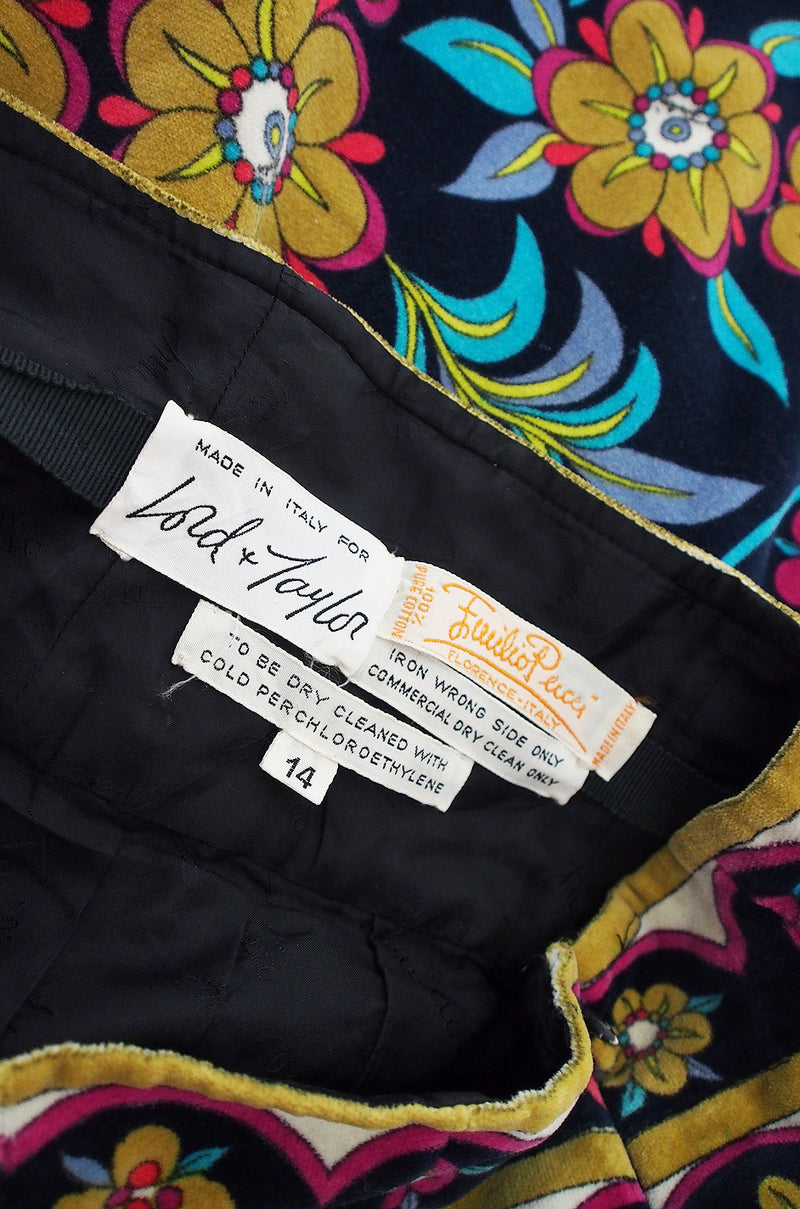 MADE IN ITALY FOR
Lord + Taylor
100%
PURE COTTON
Emilio Pucci
FLORENCE-ITALY
MADE IN ITALY
IRON WRONG SIDE ONLY
COMMERCIAL DRY CLEAN ONLY
TO BE DRY CLEANED WITH
COLD PERCHLOROETHYLENE
14